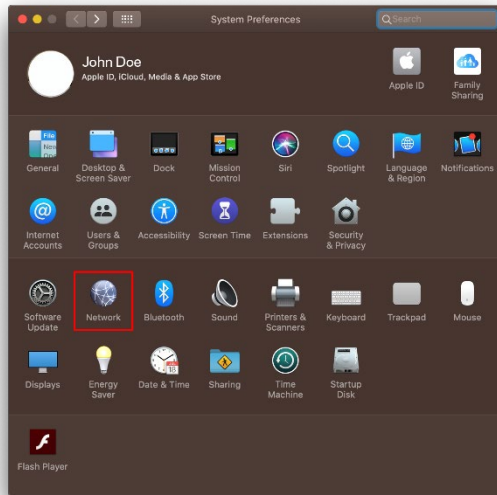 System Preferences
Search
John Doe
Apple ID, iCloud, Media & App Store
Apple ID
Family
Sharing
File
New
General
Desktop &
Screen Saver
Dock
Mission
Control
Siri
Spotlight
Language
& Region
Notifications
@
Internet
Accounts
Users &
Groups
Accessibility
Screen Time
Extensions
Security
& Privacy
Software
Update
Network
Bluetooth
Sound
Printers &
Scanners
Keyboard
Trackpad
Mouse
18
Displays
Energy
Saver
Date & Time
Sharing
Time
Machine
Startup
Disk
Flash Player